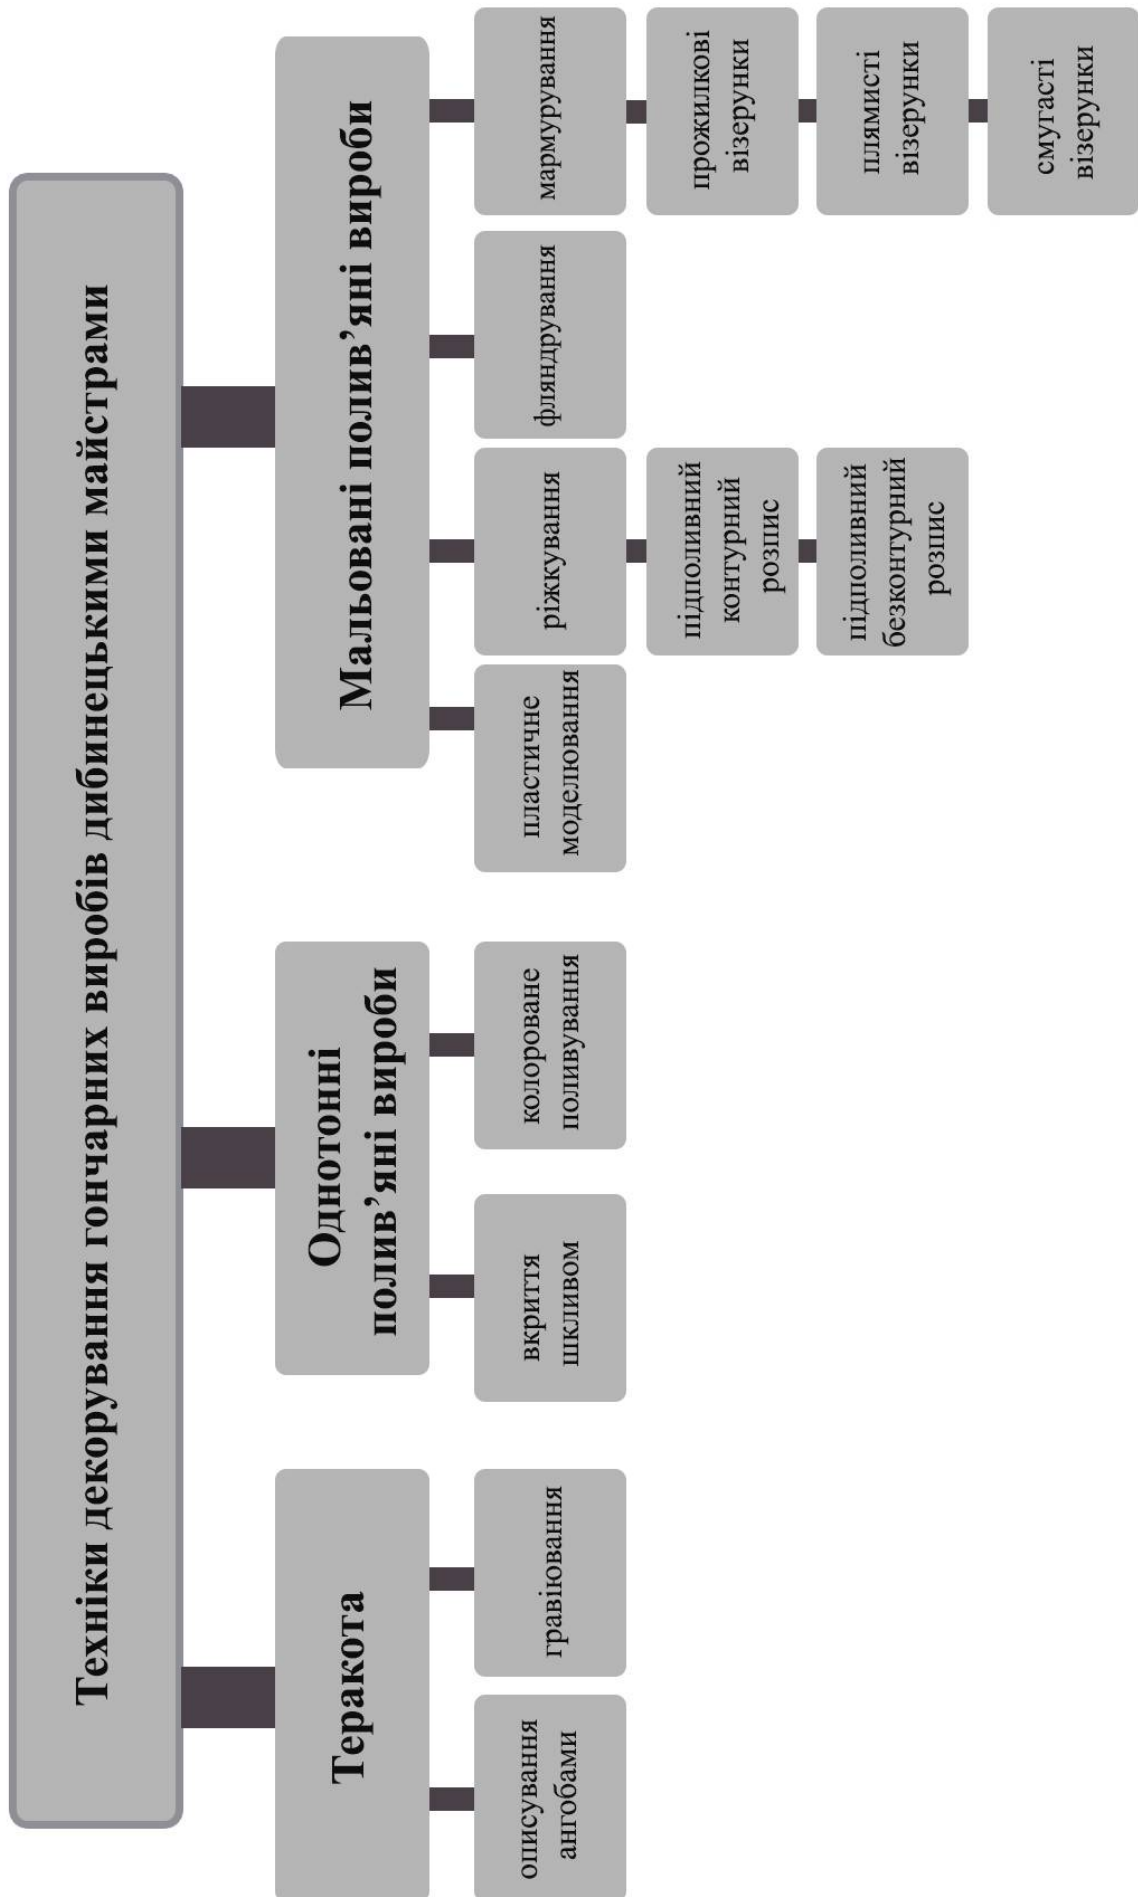 Техніки декорування гончарних виробів дибинецькими майстрами
Теракота
описування
ангобами
гравіювання
Однотонні
полив’яні вироби
вкриття
шкливом
колороване
поливування
Мальовані полив’яні вироби
пластичне
моделювання
ріжкування
підполивний
контурний
розпис
підполивний
безконтурний
розпис
фляндрування
мармурування
прожилкові
візерунки
плямисті
візерунки
смугасті
візерунки